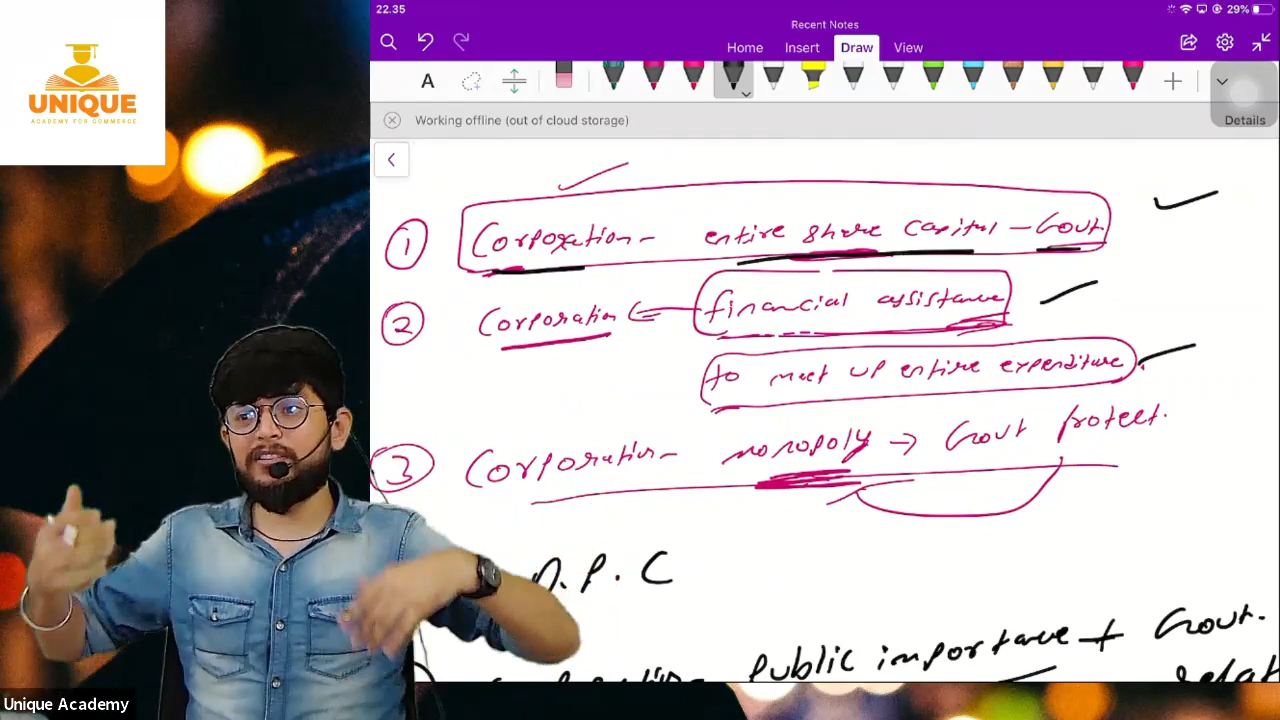 22.35
29%
Recent Notes
Home Insert Draw View
A
Working offline (out of cloud storage)
Details
UNIQUE
ACADEMY FOR COMMERCE
① Corporation - entire share capital - Govt.
② Corporation financial assistance
to meet up entire expenditure
③ Corporation - monopoly → Govt protect.
D.P.C
public importance + Govt.
relat
Unique Academy